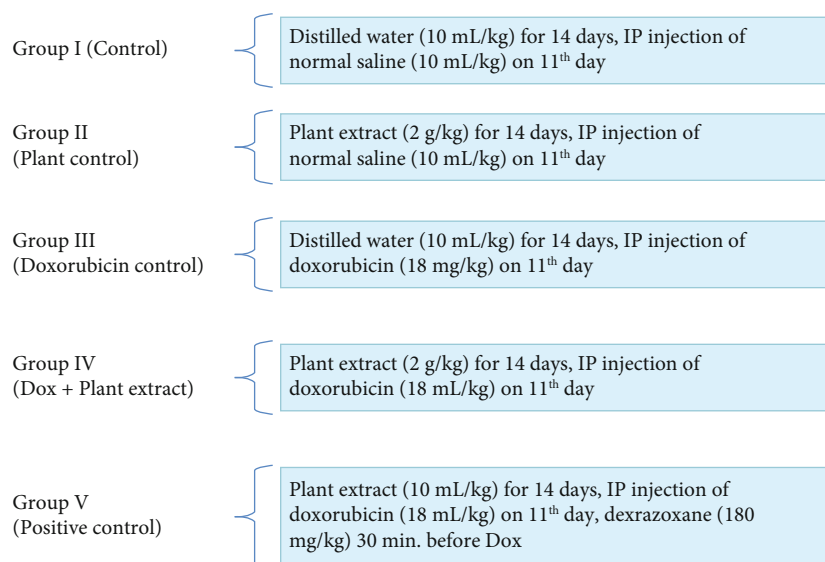 Group I (Control)
Distilled water (10 mL/kg) for 14 days, IP injection of
normal saline (10 mL/kg) on 11th day
Group II
(Plant control)
Plant extract (2 g/kg) for 14 days, IP injection of
normal saline (10 mL/kg) on 11th day
Group III
(Doxorubicin control)
Distilled water (10 mL/kg) for 14 days, IP injection of
doxorubicin (18 mg/kg) on 11th day
Group IV
(Dox + Plant extract)
Plant extract (2 g/kg) for 14 days, IP injection of
doxorubicin (18 mL/kg) on 11th day
Group V
(Positive control)
Plant extract (10 mL/kg) for 14 days, IP injection of
doxorubicin (18 mL/kg) on 11th day, dexrazoxane (180
mg/kg) 30 min. before Dox